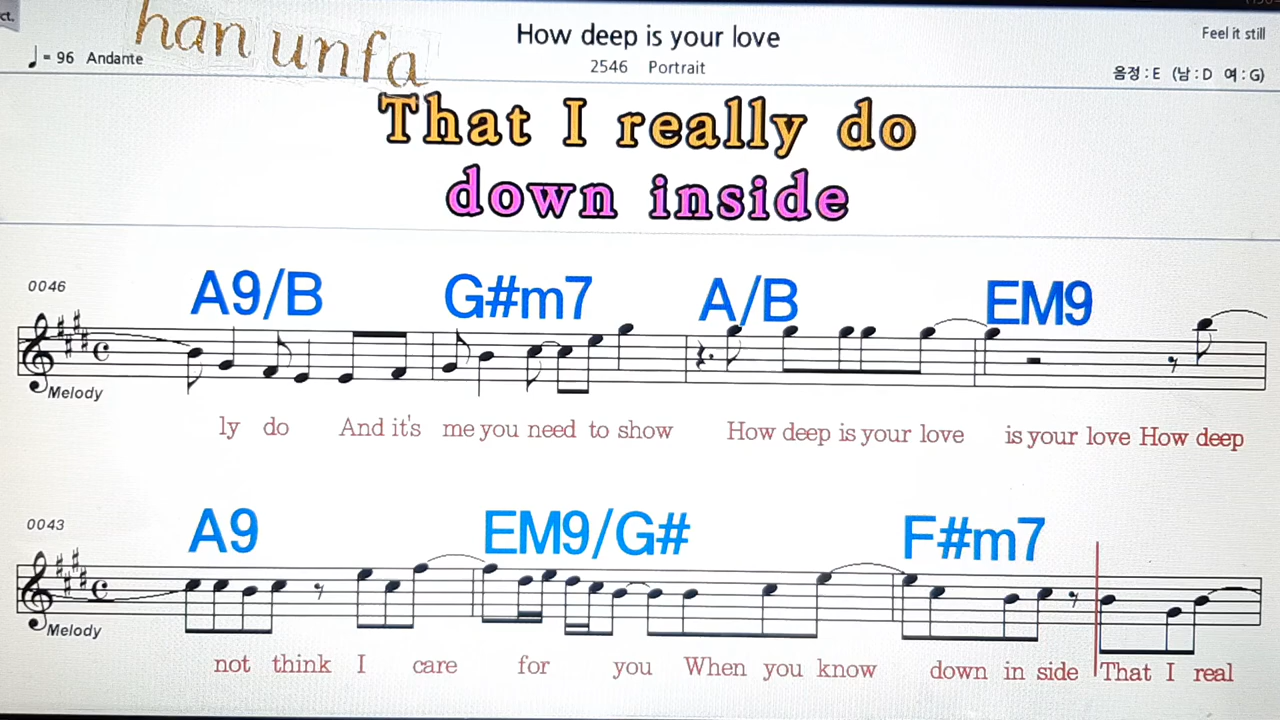 ct.
han unfa
How deep is your love
Feel it still
♩ = 96 Andante
2546 Portrait
음정 : E (남 : D 여 : G)
That I really do
down inside
0046
A9/B G#m7 A/B EM9
Melody
ly do And it's me you need to show How deep is your love is your love How deep
0043
A9 EM9/G# F#m7
Melody
not think I care for you When you know down in side That I real